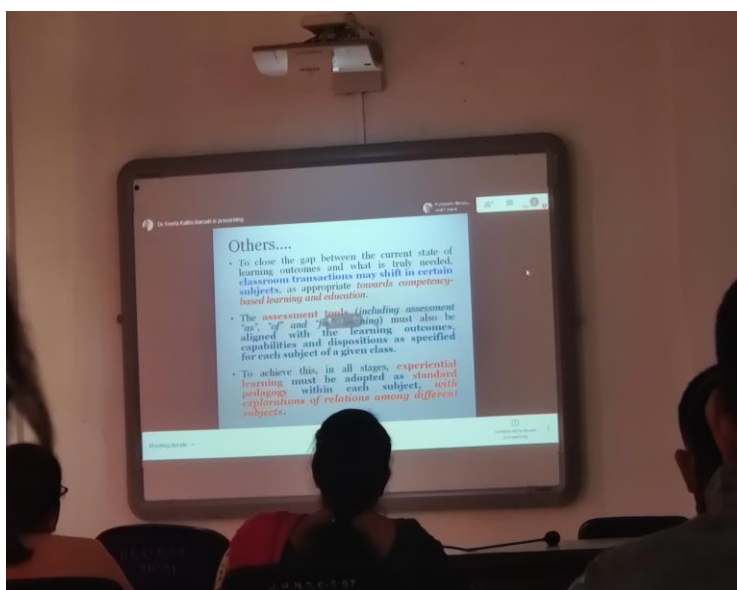 Dr Neeta Kalita Baruah is presenting
and 1 more
Others....
• To close the gap between the current state of
learning outcomes and what is truly needed,
classroom transactions may shift in certain
subjects, as appropriate towards competency-
based learning and education.
• The assessment tools (including assessment
"as", "of" and "for" learning) must also be
aligned with the learning outcomes,
capabilities and dispositions as specified
for each subject of a given class.
• To achieve this, in all stages, experiential
learning must be adopted as standard
pedagogy within each subject, with
explorations of relations among different
subjects.
Meeting details